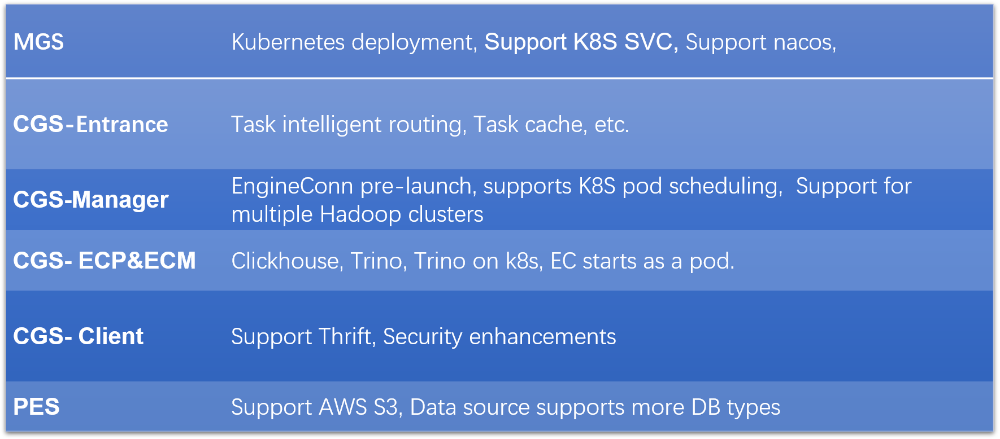 MGS
Kubernetes deployment, Support K8S SVC, Support nacos,
CGS-Entrance
Task intelligent routing, Task cache, etc.
CGS-Manager
EngineConn pre-launch, supports K8S pod scheduling,  Support for
multiple Hadoop clusters
CGS- ECP&ECM
Clickhouse, Trino, Trino on k8s, EC starts as a pod.
CGS- Client
Support Thrift, Security enhancements
PES
Support AWS S3, Data source supports more DB types